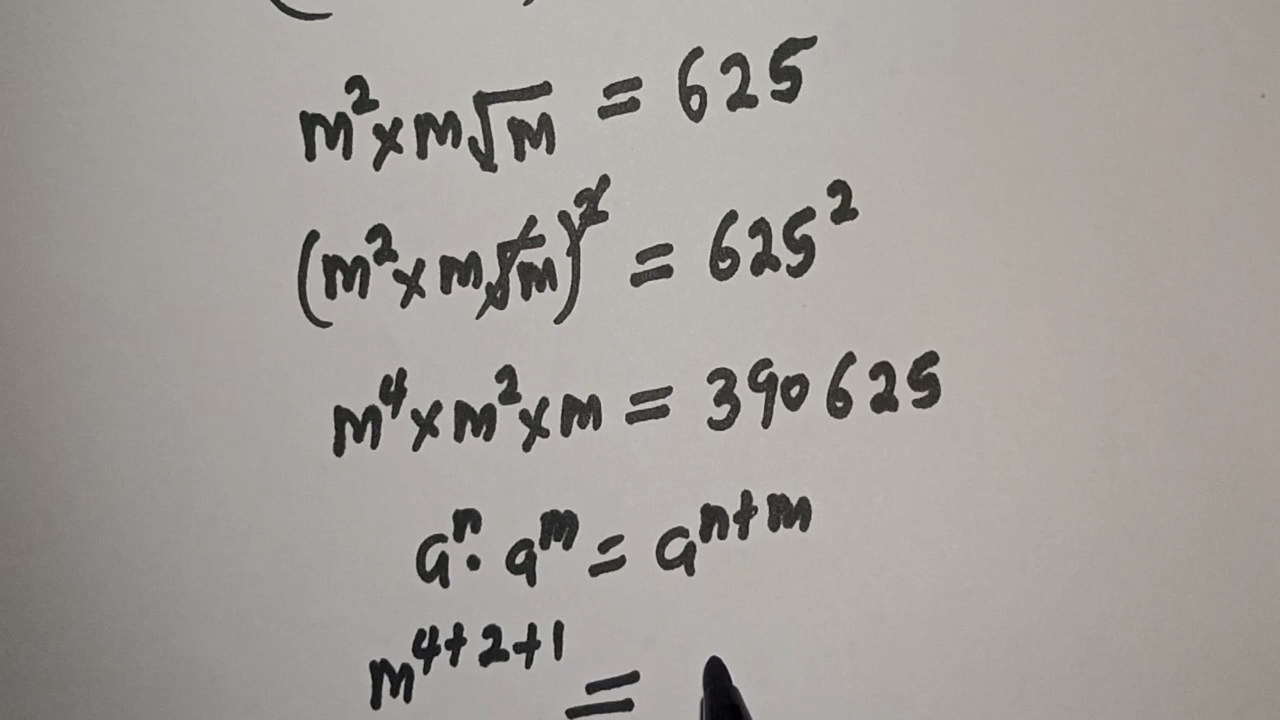 m²×m√m = 625
(m²×m√m)² = 625²
m⁴×m²×m = 390625
aⁿ·aᵐ = aⁿ⁺ᵐ
m⁴⁺²⁺¹ =